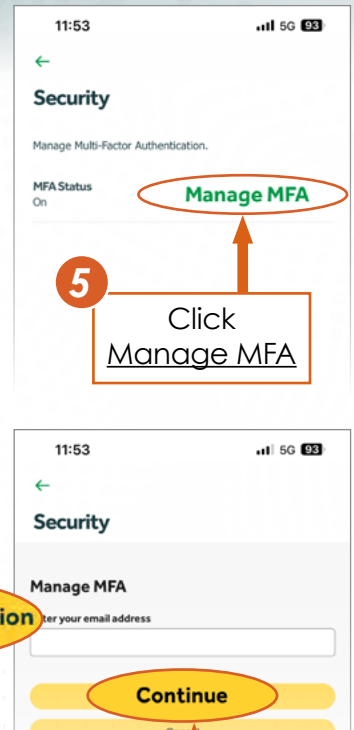 11:53 5G 93
←
Security
Manage Multi-Factor Authentication.
MFA Status
On
Manage MFA
5
Click
Manage MFA
11:53 5G 93
←
Security
Manage MFA
ion ter your email address
Continue